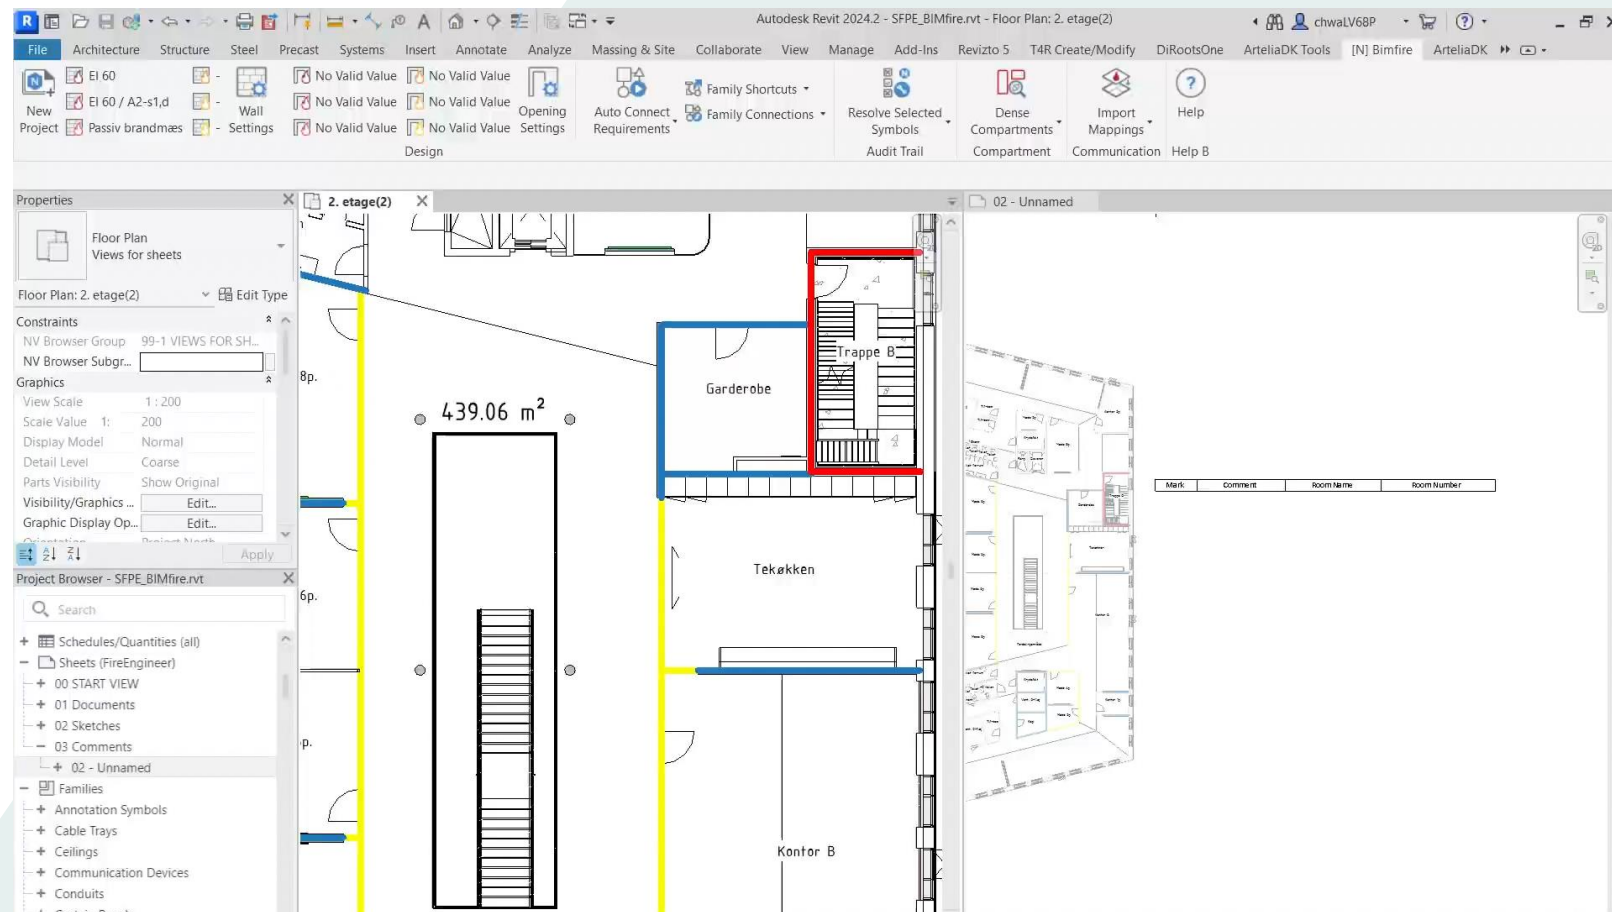 Autodesk Revit 2024.2 - SFPE_BIMfire.rvt - Floor Plan: 2. etage(2)
chwaLV68P
File Architecture Structure Steel Precast Systems Insert Annotate Analyze Massing & Site Collaborate View Manage Add-Ins Revizto 5 T4R Create/Modify DiRootsOne ArteliaDK Tools [N] Bimfire ArteliaDK
New Project
EI 60
EI 60 / A2-s1,d
Passiv brandmæs
-
-
-
Wall Settings
No Valid Value No Valid Value
No Valid Value No Valid Value
No Valid Value No Valid Value
Opening Settings
Auto Connect Requirements
Family Shortcuts
Family Connections
Resolve Selected Symbols
Dense Compartments
Import Mappings
Help
Design
Audit Trail
Compartment
Communication
Help B
Properties
Floor Plan
Views for sheets
Floor Plan: 2. etage(2)
Edit Type
Constraints
NV Browser Group 99-1 VIEWS FOR SH...
NV Browser Subgr...
Graphics
View Scale 1 : 200
Scale Value 1: 200
Display Model Normal
Detail Level Coarse
Parts Visibility Show Original
Visibility/Graphics ... Edit...
Graphic Display Op... Edit...
Orientation Project North
Apply
Project Browser - SFPE_BIMfire.rvt
Search
Schedules/Quantities (all)
Sheets (FireEngineer)
00 START VIEW
01 Documents
02 Sketches
03 Comments
02 - Unnamed
Families
Annotation Symbols
Cable Trays
Ceilings
Communication Devices
Conduits
2. etage(2)
8p.
439.06 m²
Garderobe
Trappe B
Tekøkken
6p.
p.
Kontor B
02 - Unnamed
Mark Comment Room Name Room Number